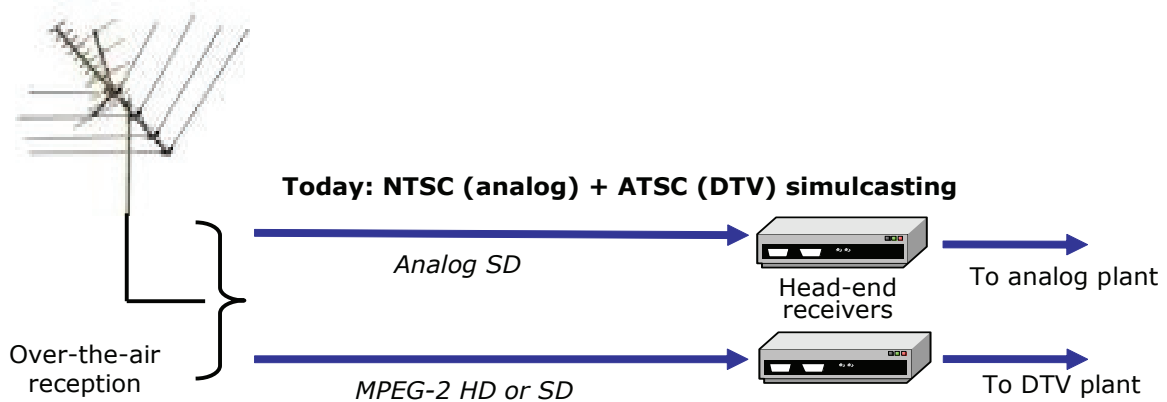 Today: NTSC (analog) + ATSC (DTV) simulcasting
Analog SD
Head-end
receivers
To analog plant
Over-the-air
reception
MPEG-2 HD or SD
To DTV plant